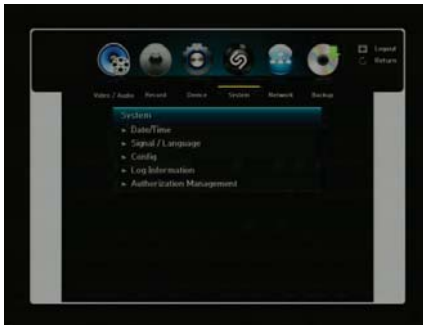 Logout
Return
Video / Audio Record Device System Network Backup
System
Date/Time
Signal / Language
Config
Log Information
Authorization Management